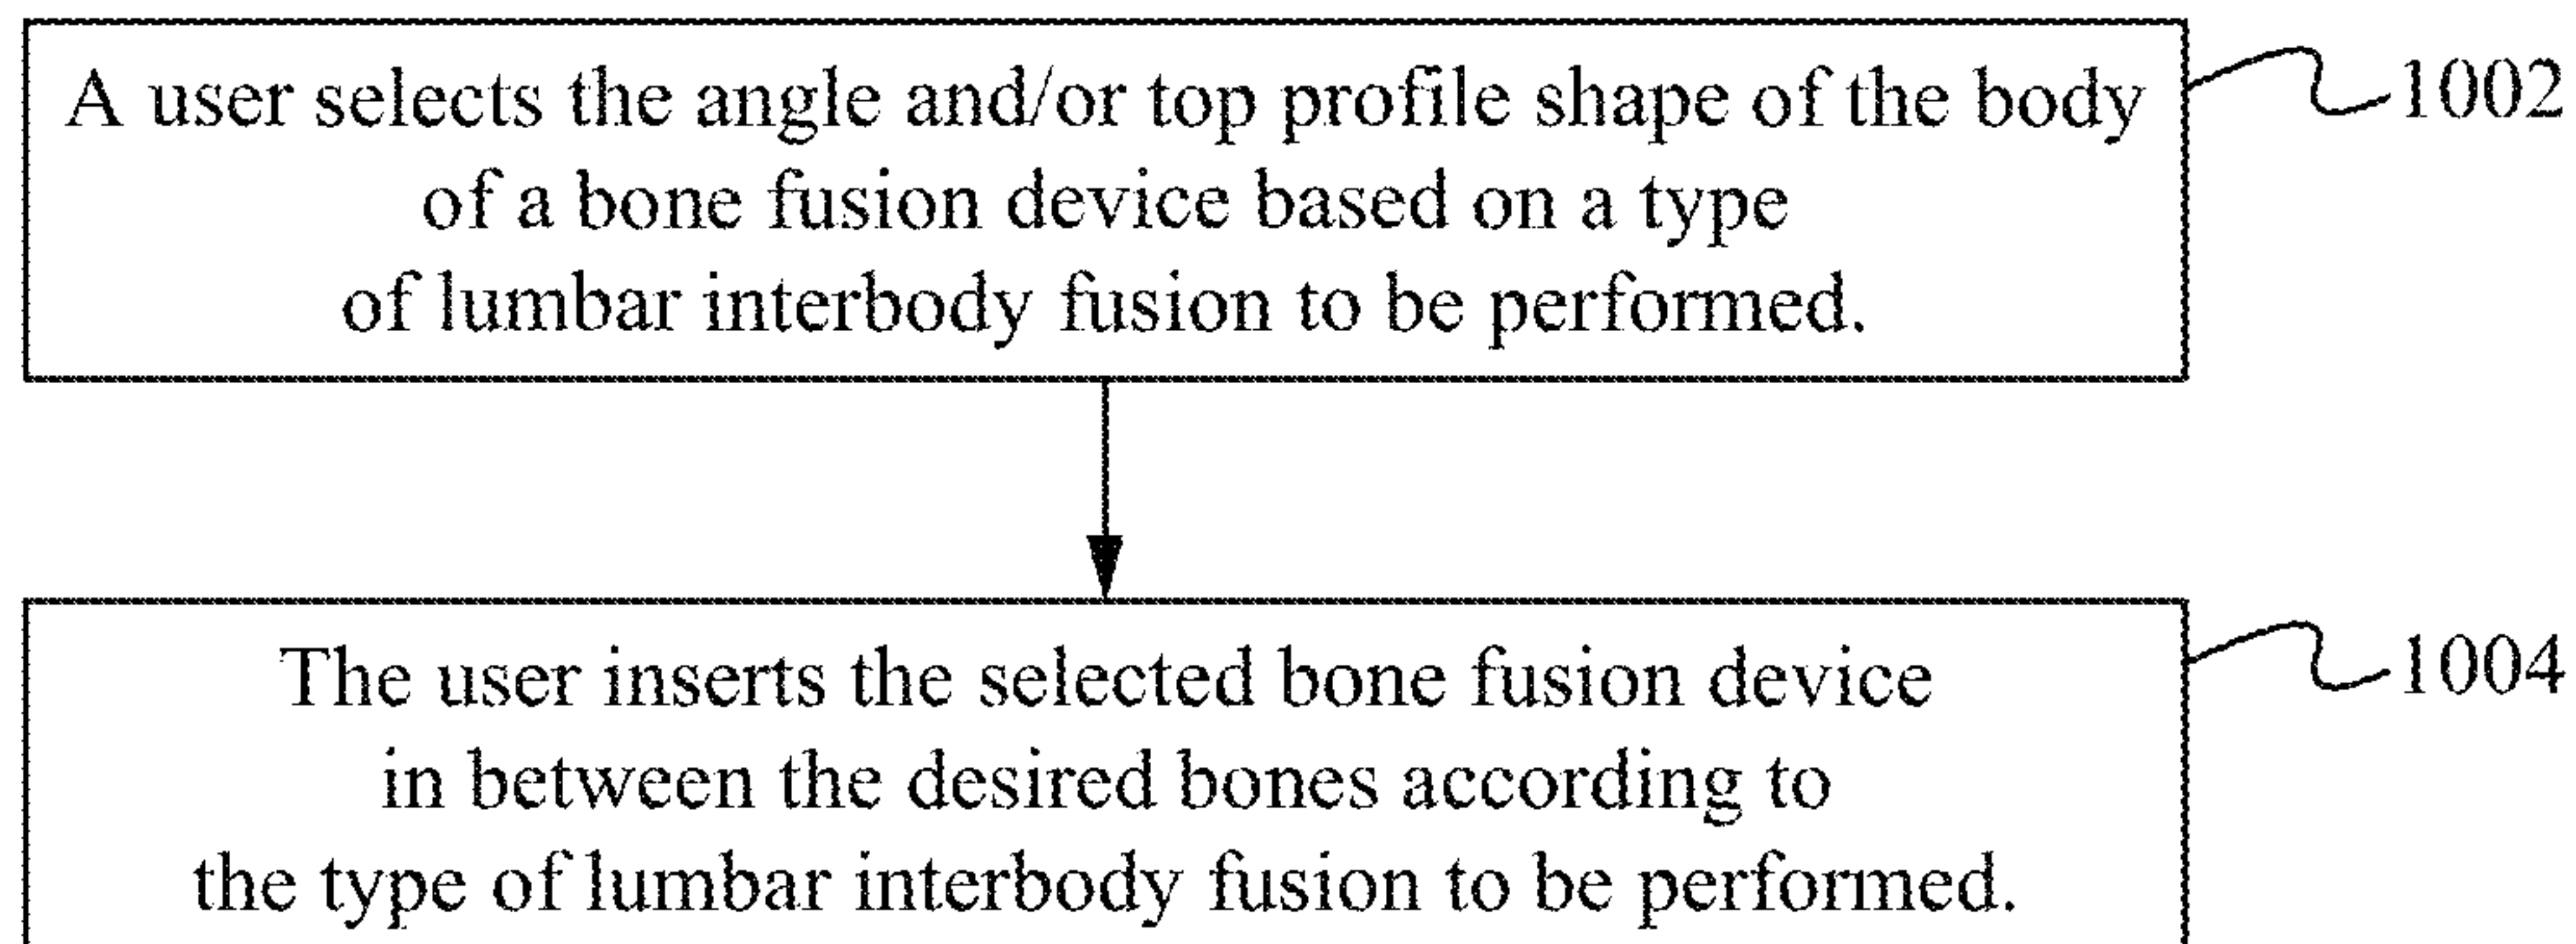 A user selects the angle and/or top profile shape of the body
of a bone fusion device based on a type
of lumbar interbody fusion to be performed.
1002
The user inserts the selected bone fusion device
in between the desired bones according to
the type of lumbar interbody fusion to be performed.
1004